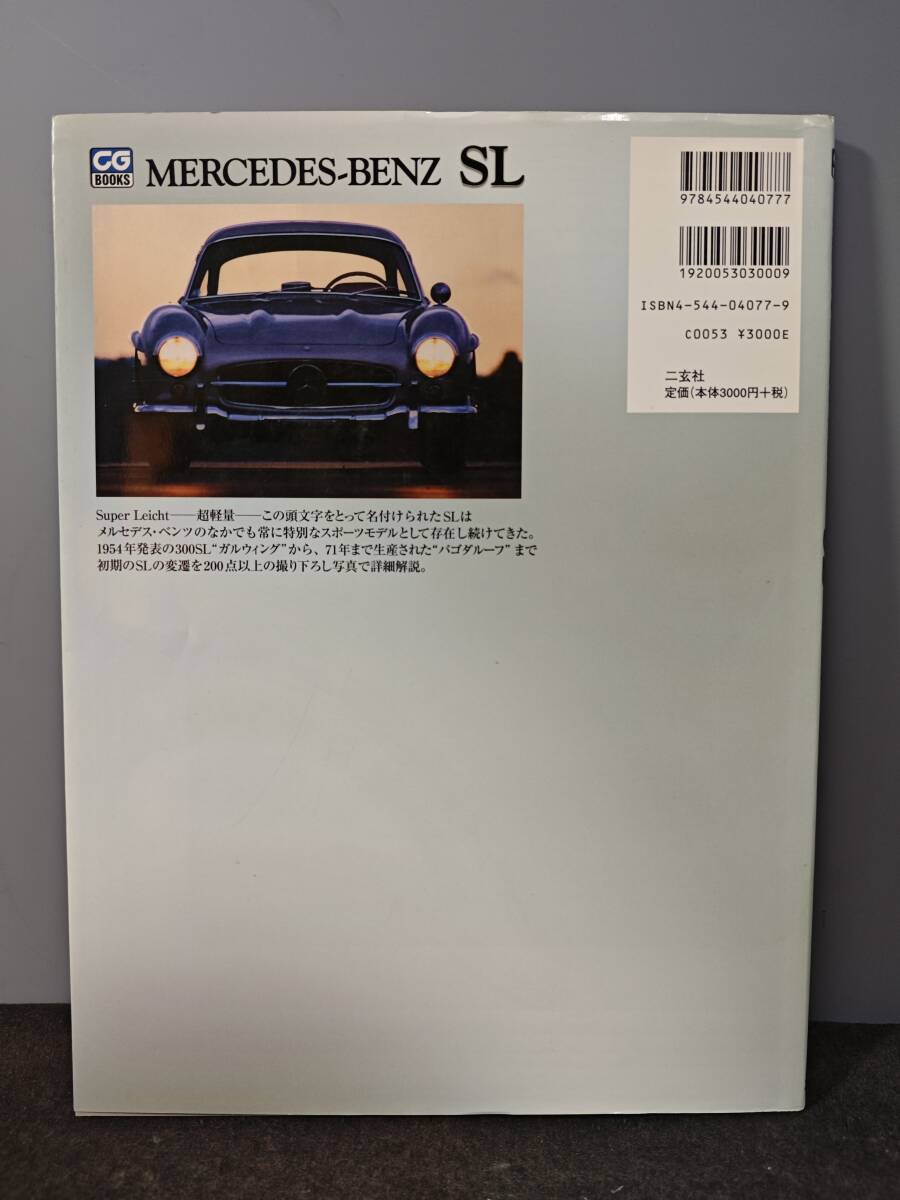 CG
BOOKS
MERCEDES-BENZ SL
9784544040777
1920053030009
ISBN4-544-04077-9
C0053 ¥3000E
二玄社
定価(本体3000円+税)
Super Leicht――超軽量――この頭文字をとって名付けられたSLは
メルセデス・ベンツのなかでも常に特別なスポーツモデルとして存在し続けてきた。
1954年発表の300SL“ガルウィング”から、71年まで生産された“パゴダルーフ”まで
初期のSLの変遷を200点以上の撮り下ろし写真で詳細解説。